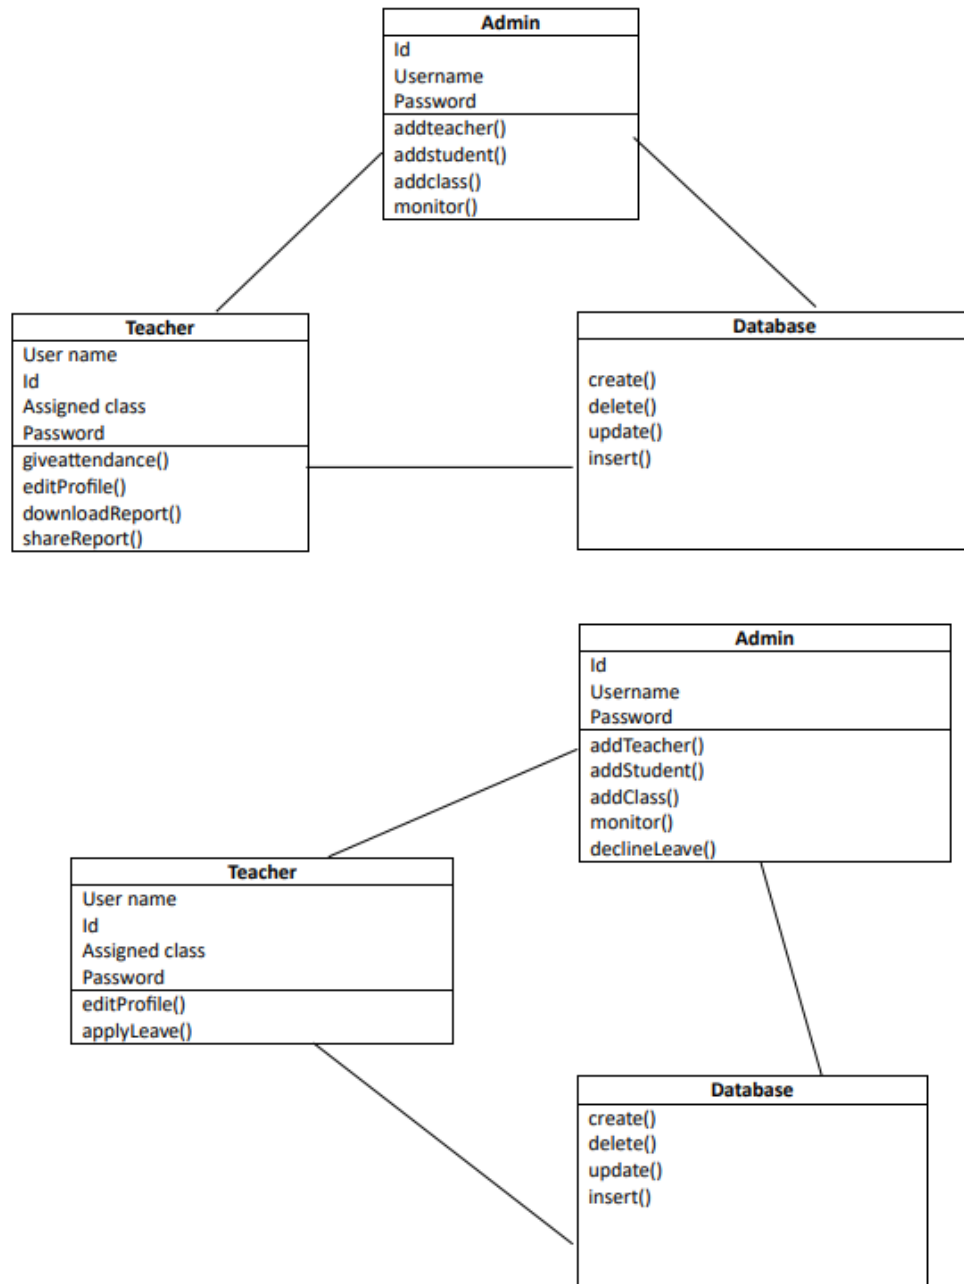 Admin
Id
Username
Password
addteacher()
addstudent()
addclass()
monitor()
Teacher
User name
Id
Assigned class
Password
giveattendance()
editProfile()
downloadReport()
shareReport()
Database
create()
delete()
update()
insert()
Admin
Id
Username
Password
addTeacher()
addStudent()
addClass()
monitor()
declineLeave()
Teacher
User name
Id
Assigned class
Password
editProfile()
applyLeave()
Database
create()
delete()
update()
insert()